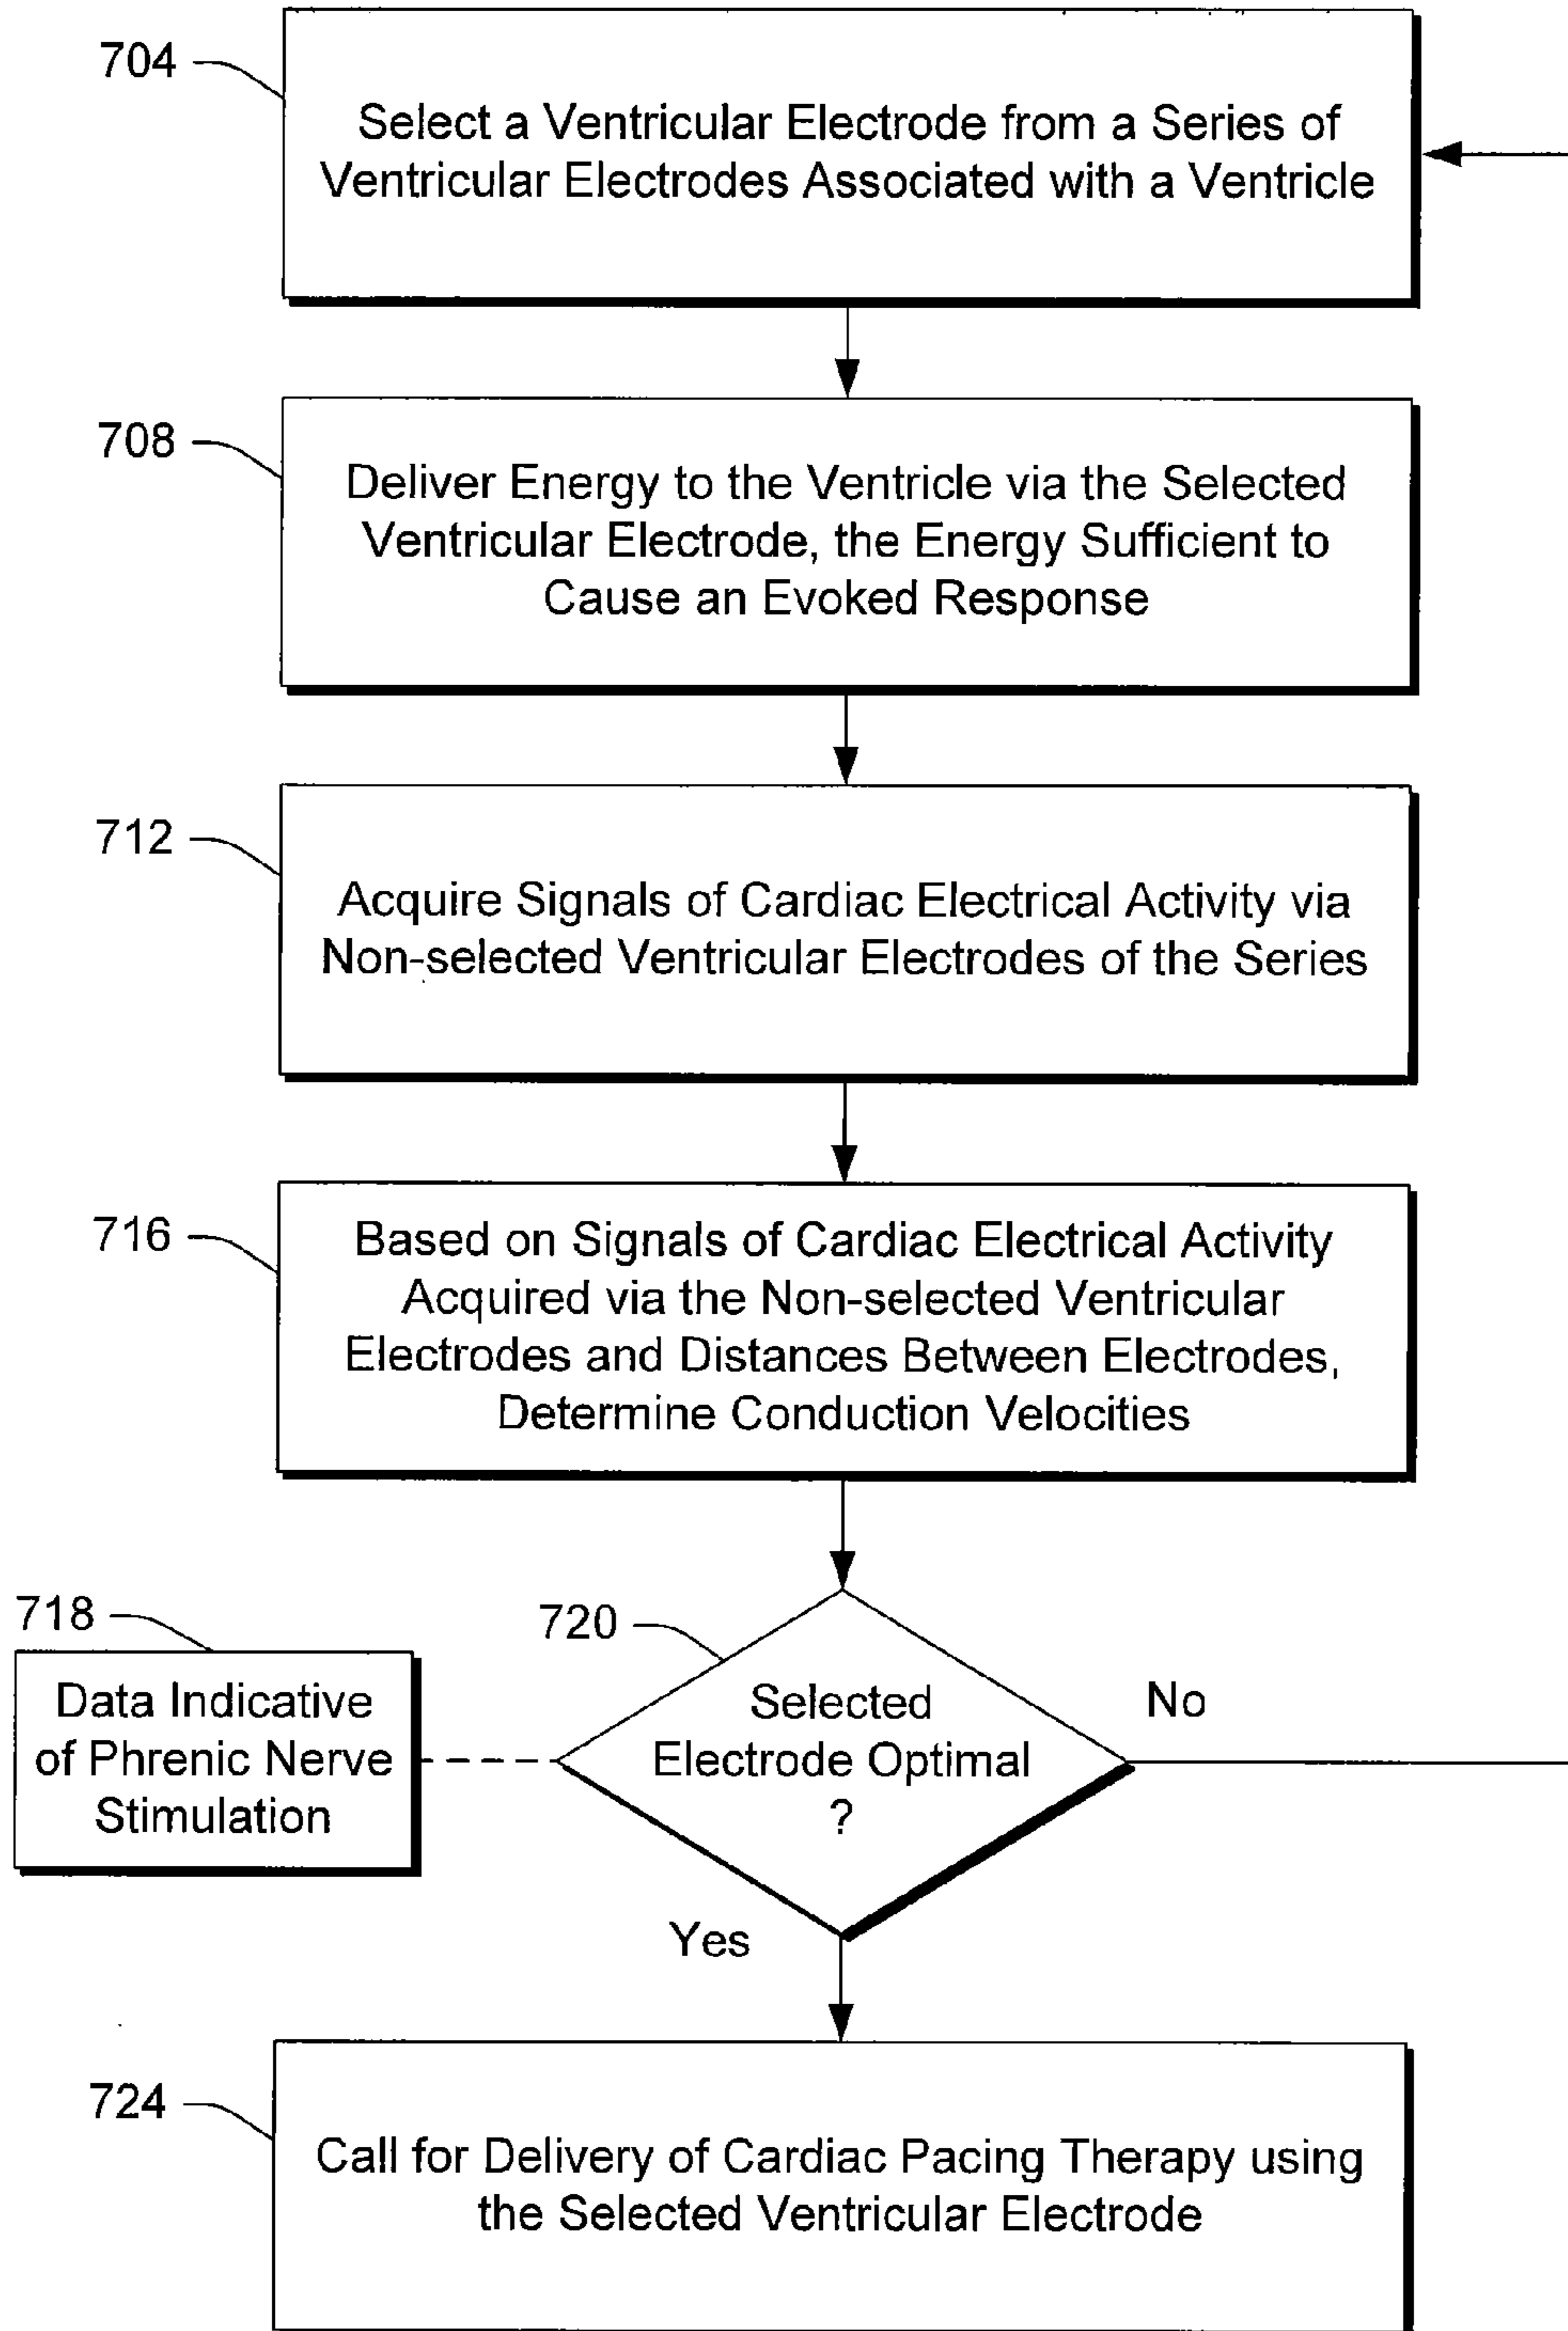 704
Select a Ventricular Electrode from a Series of
Ventricular Electrodes Associated with a Ventricle
708
Deliver Energy to the Ventricle via the Selected
Ventricular Electrode, the Energy Sufficient to
Cause an Evoked Response
712
Acquire Signals of Cardiac Electrical Activity via
Non-selected Ventricular Electrodes of the Series
716
Based on Signals of Cardiac Electrical Activity
Acquired via the Non-selected Ventricular
Electrodes and Distances Between Electrodes,
Determine Conduction Velocities
718
Data Indicative
of Phrenic Nerve
Stimulation
720
Selected
Electrode Optimal
?
No
Yes
724
Call for Delivery of Cardiac Pacing Therapy using
the Selected Ventricular Electrode